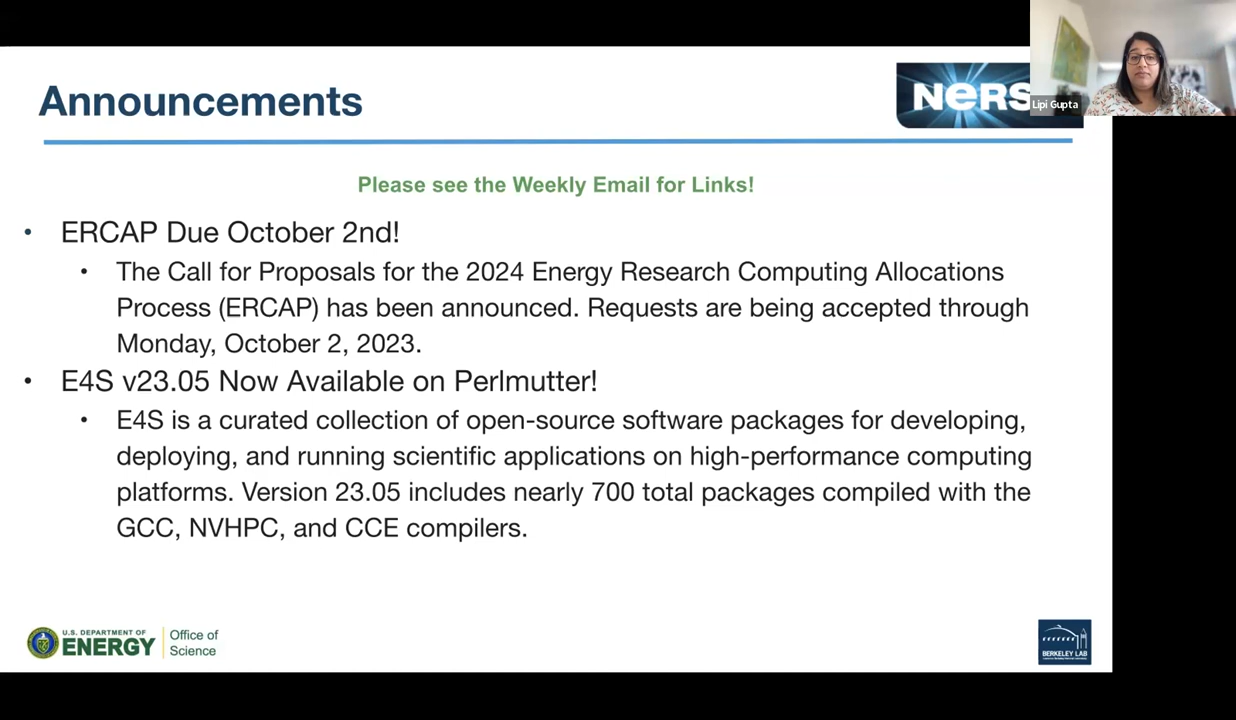 Announcements
NERS
Lipi Gupta
Please see the Weekly Email for Links!
• ERCAP Due October 2nd!
• The Call for Proposals for the 2024 Energy Research Computing Allocations
Process (ERCAP) has been announced. Requests are being accepted through
Monday, October 2, 2023.
• E4S v23.05 Now Available on Perlmutter!
• E4S is a curated collection of open-source software packages for developing,
deploying, and running scientific applications on high-performance computing
platforms. Version 23.05 includes nearly 700 total packages compiled with the
GCC, NVHPC, and CCE compilers.
U.S. DEPARTMENT OF
ENERGY
Office of
Science
BERKELEY LAB